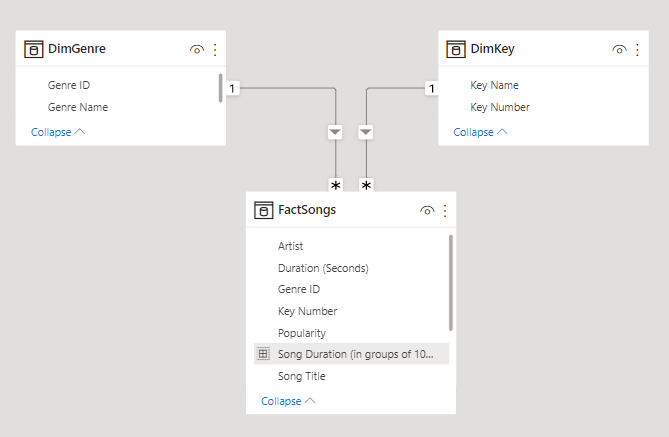 DimGenre
Genre ID
Genre Name
Collapse
DimKey
Key Name
Key Number
Collapse
1
1
*
*
FactSongs
Artist
Duration (Seconds)
Genre ID
Key Number
Popularity
Song Duration (in groups of 10...
Song Title
Collapse